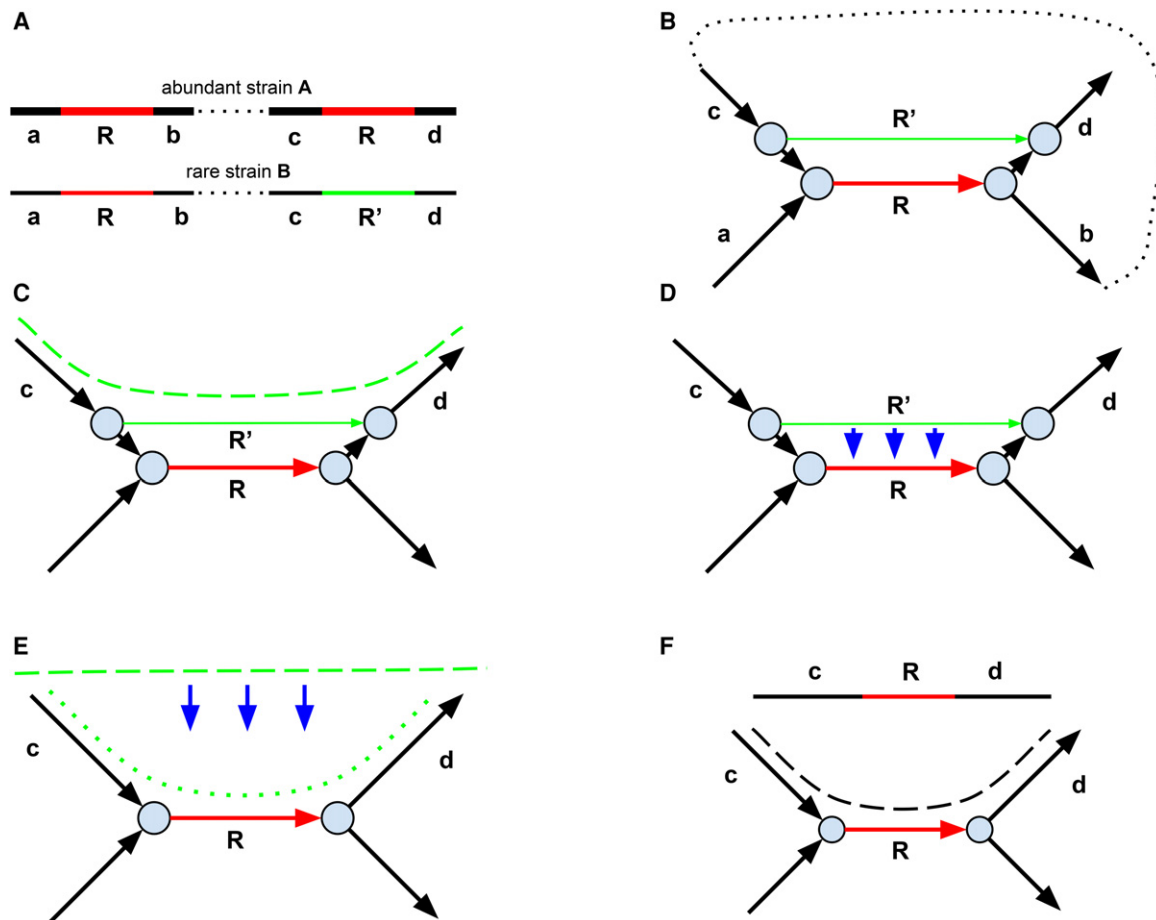 A
abundant strain A
a R b c R d
rare strain B
a R b c R’ d
B
c R’ d
R
a b
C
c d
R’
R
D
c R’ d
R
E
c d
R
F
c R d
c d
R